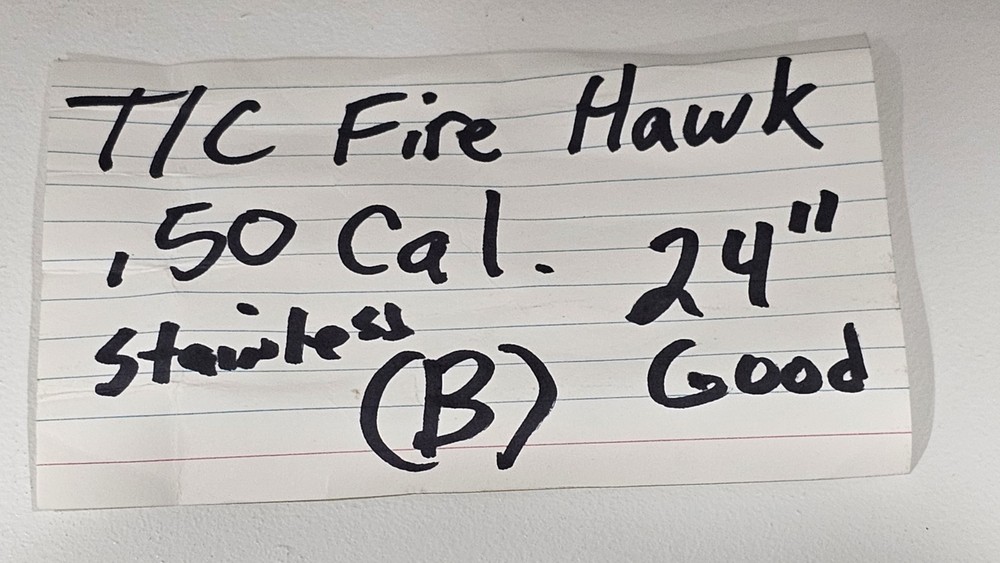 T/C Fire Hawk
.50 Cal. 24"
Stainless
(B) Good